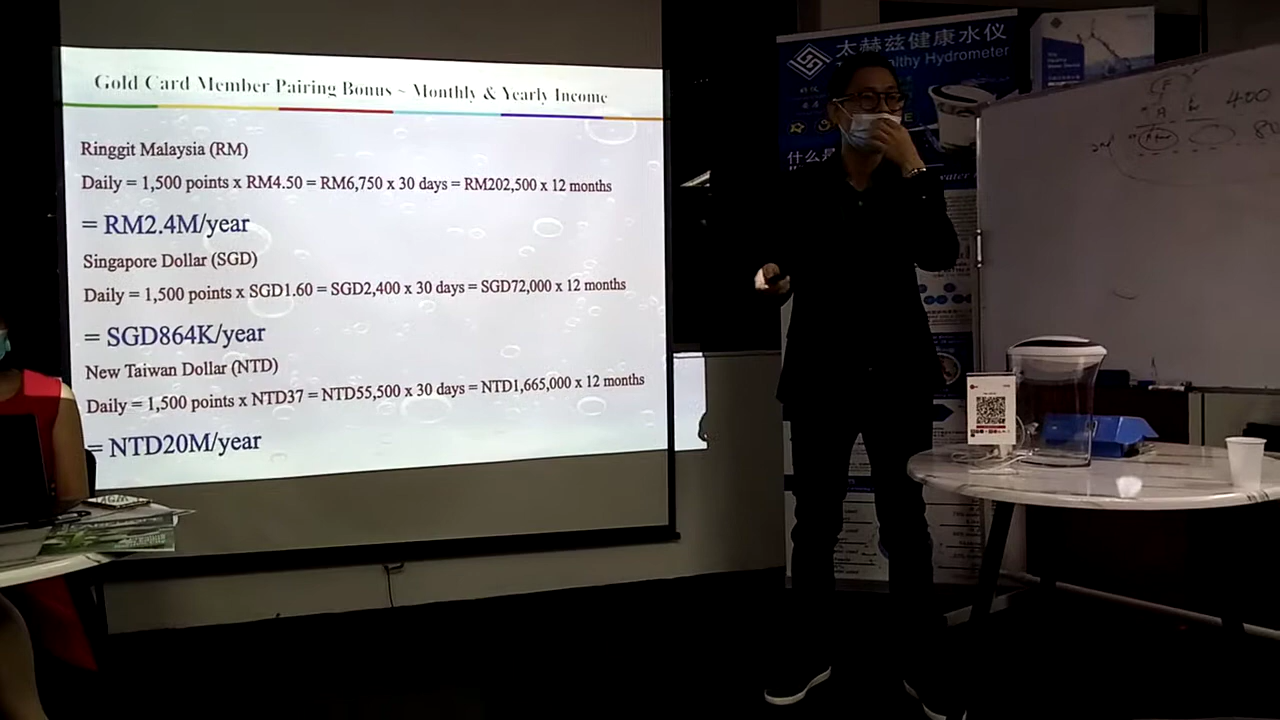 Gold Card Member Pairing Bonus ~ Monthly & Yearly Income
Ringgit Malaysia (RM)
Daily = 1,500 points x RM4.50 = RM6,750 x 30 days = RM202,500 x 12 months
= RM2.4M/year
Singapore Dollar (SGD)
Daily = 1,500 points x SGD1.60 = SGD2,400 x 30 days = SGD72,000 x 12 months
= SGD864K/year
New Taiwan Dollar (NTD)
Daily = 1,500 points x NTD37 = NTD55,500 x 30 days = NTD1,665,000 x 12 months
= NTD20M/year
太赫兹健康水仪
Healthy Hydrometer
什么是
400